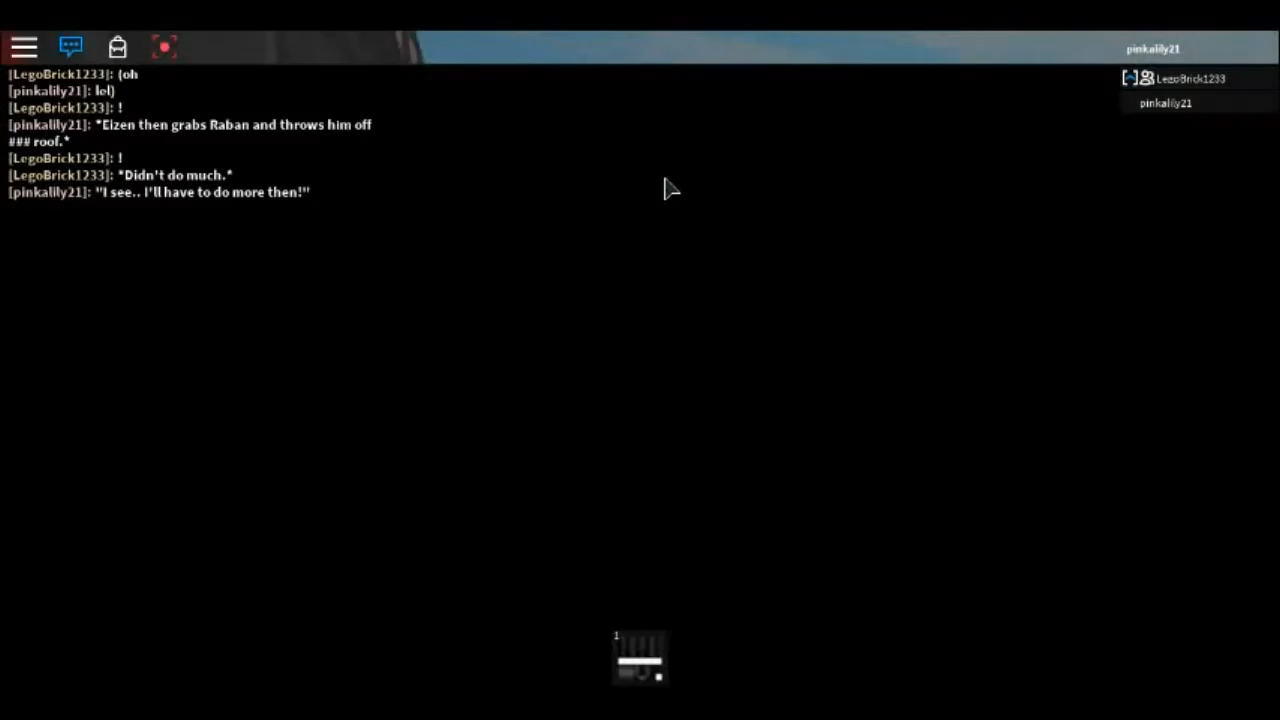 pinkalily21
[LegoBrick1233]: (oh
[pinkalily21]: lel)
[LegoBrick1233]: !
[pinkalily21]: *Eizen then grabs Raban and throws him off
### roof.*
[LegoBrick1233]: !
[LegoBrick1233]: *Didn't do much.*
[pinkalily21]: "I see.. I'll have to do more then!"
LegoBrick1233
pinkalily21
1